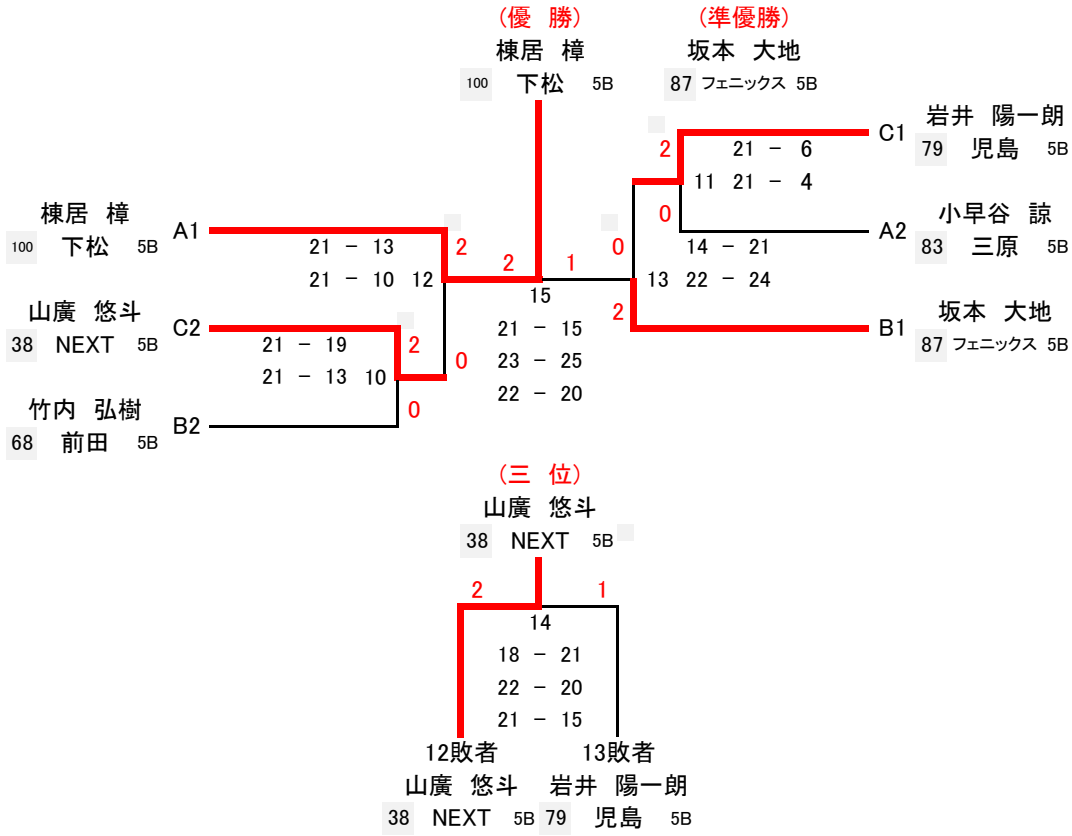 (優　勝)
棟居　樟
100 下松 5B
(準優勝)
坂本　大地
87 フェニックス 5B
岩井　陽一朗
C1
79 児島 5B
2
21 − 6
11 21 − 4
0
小早谷　諒
A2
83 三原 5B
棟居　樟
A1
100 下松 5B
2
21 − 13
21 − 10 12
2 1
15
21 − 15
23 − 25
22 − 20
0
14 − 21
13 22 − 24
2
坂本　大地
B1
87 フェニックス 5B
山廣　悠斗
C2
38 NEXT 5B
21 − 19
21 − 13 10
2
0
0
竹内　弘樹
B2
68 前田 5B
(三　位)
山廣　悠斗
38 NEXT 5B
2 1
14
18 − 21
22 − 20
21 − 15
12敗者 13敗者
山廣　悠斗 岩井　陽一朗
38 NEXT 5B 79 児島 5B